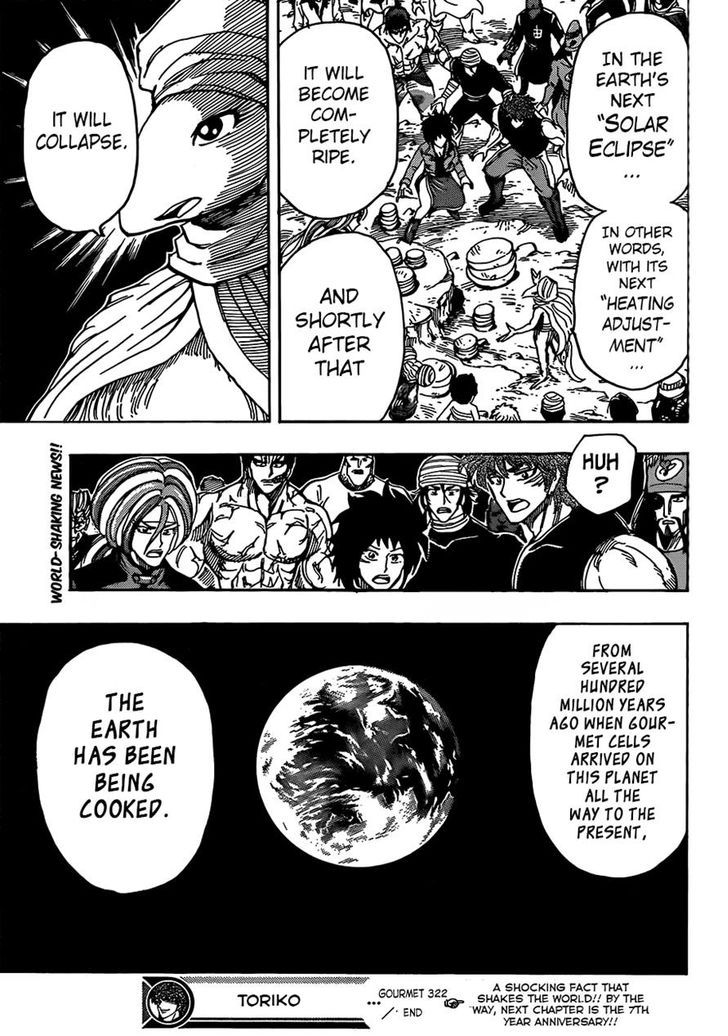 IN THE
EARTH'S
NEXT
"SOLAR
ECLIPSE"
...
IN OTHER
WORDS,
WITH ITS
NEXT
"HEATING
ADJUST-
MENT"
...
IT WILL
BECOME
COM-
PLETELY
RIPE.
AND
SHORTLY
AFTER
THAT
IT WILL
COLLAPSE.
HUH
?
WORLD-SHAKING NEWS!!
FROM
SEVERAL
HUNDRED
MILLION YEARS
AGO WHEN GOUR-
MET CELLS
ARRIVED ON
THIS PLANET
ALL THE
WAY TO THE
PRESENT,
THE
EARTH
HAS BEEN
BEING
COOKED.
TORIKO
... GOURMET 322
/. END
A SHOCKING FACT THAT
SHAKES THE WORLD!! BY THE
WAY, NEXT CHAPTER IS THE 7TH
YEAR ANNIVERSARY!!